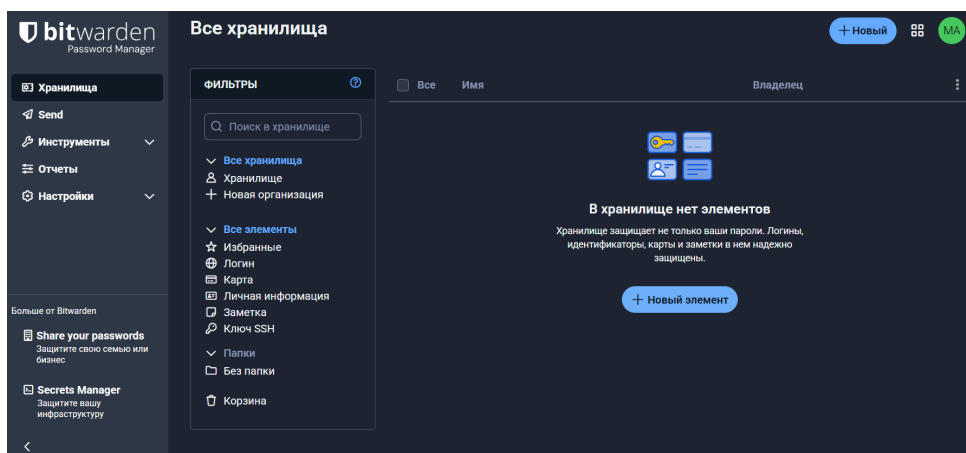 bitwarden
Password Manager
Хранилища
Send
Инструменты
Отчеты
Настройки
Больше от Bitwarden
Share your passwords
Защитите свою семью или
бизнес
Secrets Manager
Защитите вашу
инфраструктуру
Все хранилища
Новый
MA
ФИЛЬТРЫ
Поиск в хранилище
Все хранилища
Хранилище
Новая организация
Все элементы
Избранные
Логин
Карта
Личная информация
Заметка
Ключ SSH
Папки
Без папки
Корзина
Все Имя Владелец
В хранилище нет элементов
Хранилище защищает не только ваши пароли. Логины,
идентификаторы, карты и заметки в нем надежно
защищены.
Новый элемент